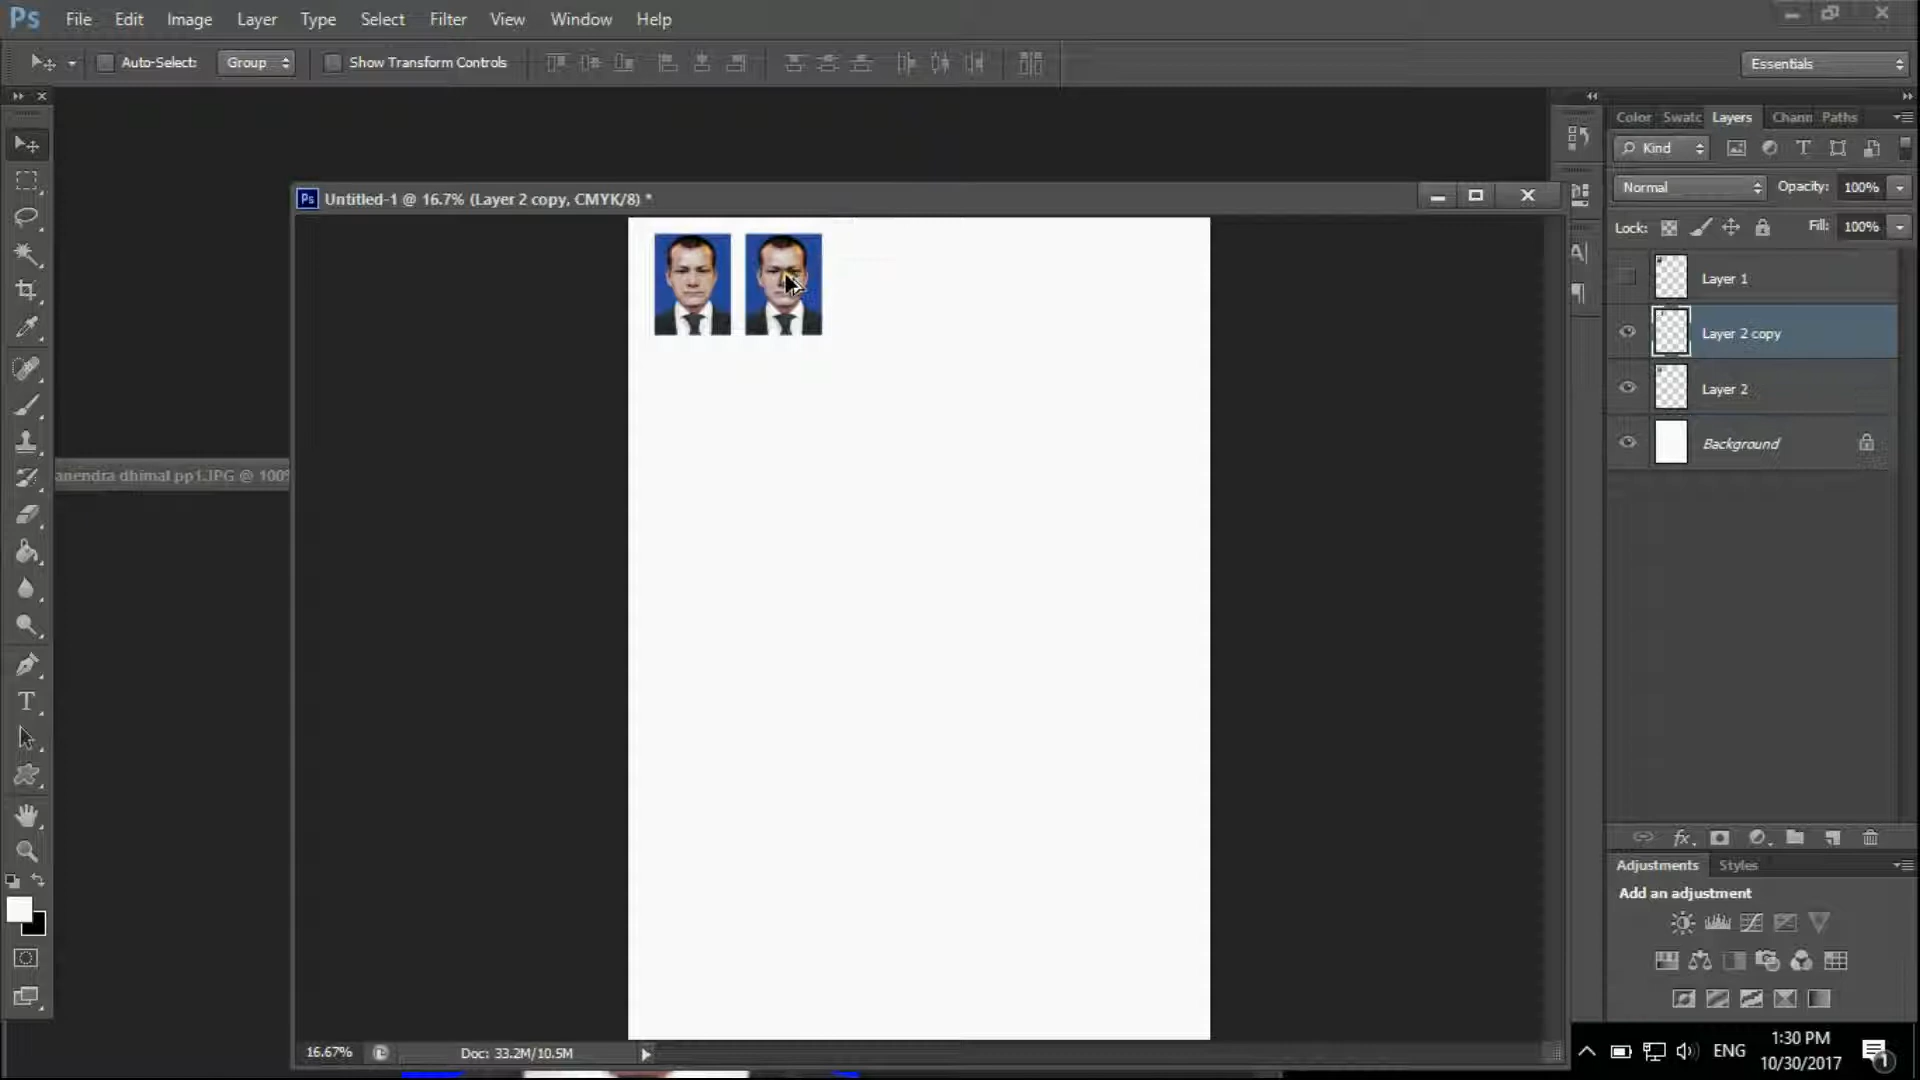 Ps File Edit Image Layer Type Select Filter View Window Help
Auto-Select: Group Show Transform Controls Essentials
Color Swatc Layers Chann Paths
Kind
Normal Opacity: 100%
Lock: Fill: 100%
Layer 1
Layer 2 copy
Layer 2
Background
Ps Untitled-1 @ 16.7% (Layer 2 copy, CMYK/8) *
anendra dhimal pp1.JPG @ 100%
16.67% Doc: 33.2M/10.5M
Adjustments Styles
Add an adjustment
ENG
1:30 PM
10/30/2017
1